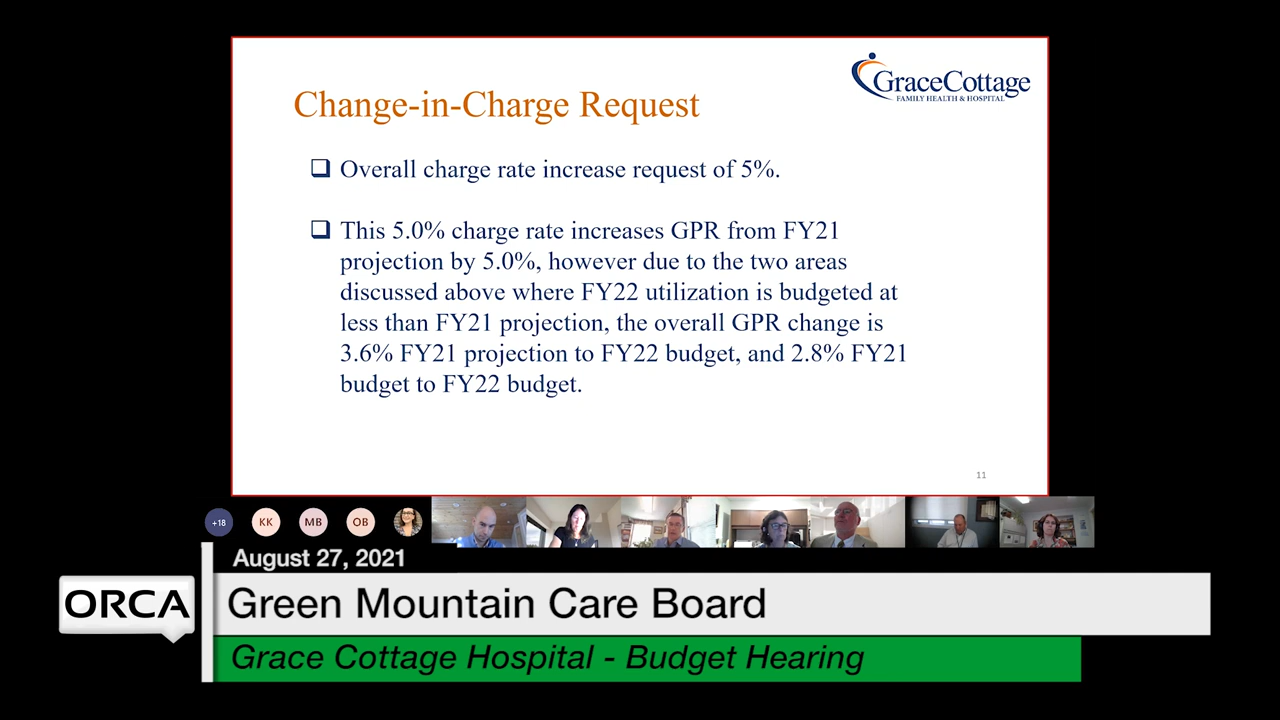 GraceCottage
FAMILY HEALTH & HOSPITAL
Change-in-Charge Request
Overall charge rate increase request of 5%.
This 5.0% charge rate increases GPR from FY21
projection by 5.0%, however due to the two areas
discussed above where FY22 utilization is budgeted at
less than FY21 projection, the overall GPR change is
3.6% FY21 projection to FY22 budget, and 2.8% FY21
budget to FY22 budget.
11
+18 KK MB OB
August 27, 2021
ORCA
Green Mountain Care Board
Grace Cottage Hospital - Budget Hearing